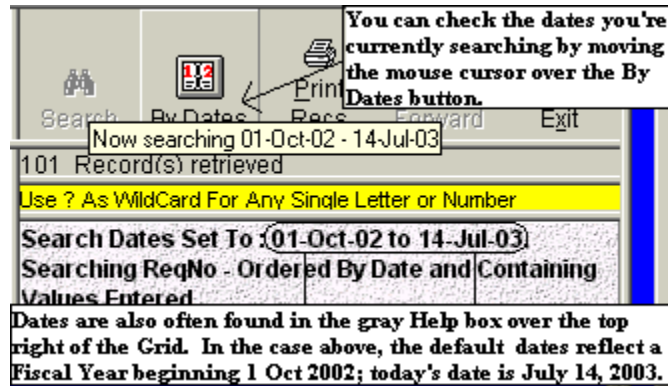 You can check the dates you're
currently searching by moving
the mouse cursor over the By
Dates button.
Search By Dates Print Recs Forward Exit
Now searching 01-Oct-02 - 14-Jul-03
101 Record(s) retrieved
Use ? As WildCard For Any Single Letter or Number
Search Dates Set To :(01-Oct-02 to 14-Jul-03)
Searching ReqNo - Ordered By Date and Containing
Values Entered
Dates are also often found in the gray Help box over the top
right of the Grid. In the case above, the default dates reflect a
Fiscal Year beginning 1 Oct 2002; today's date is July 14, 2003.